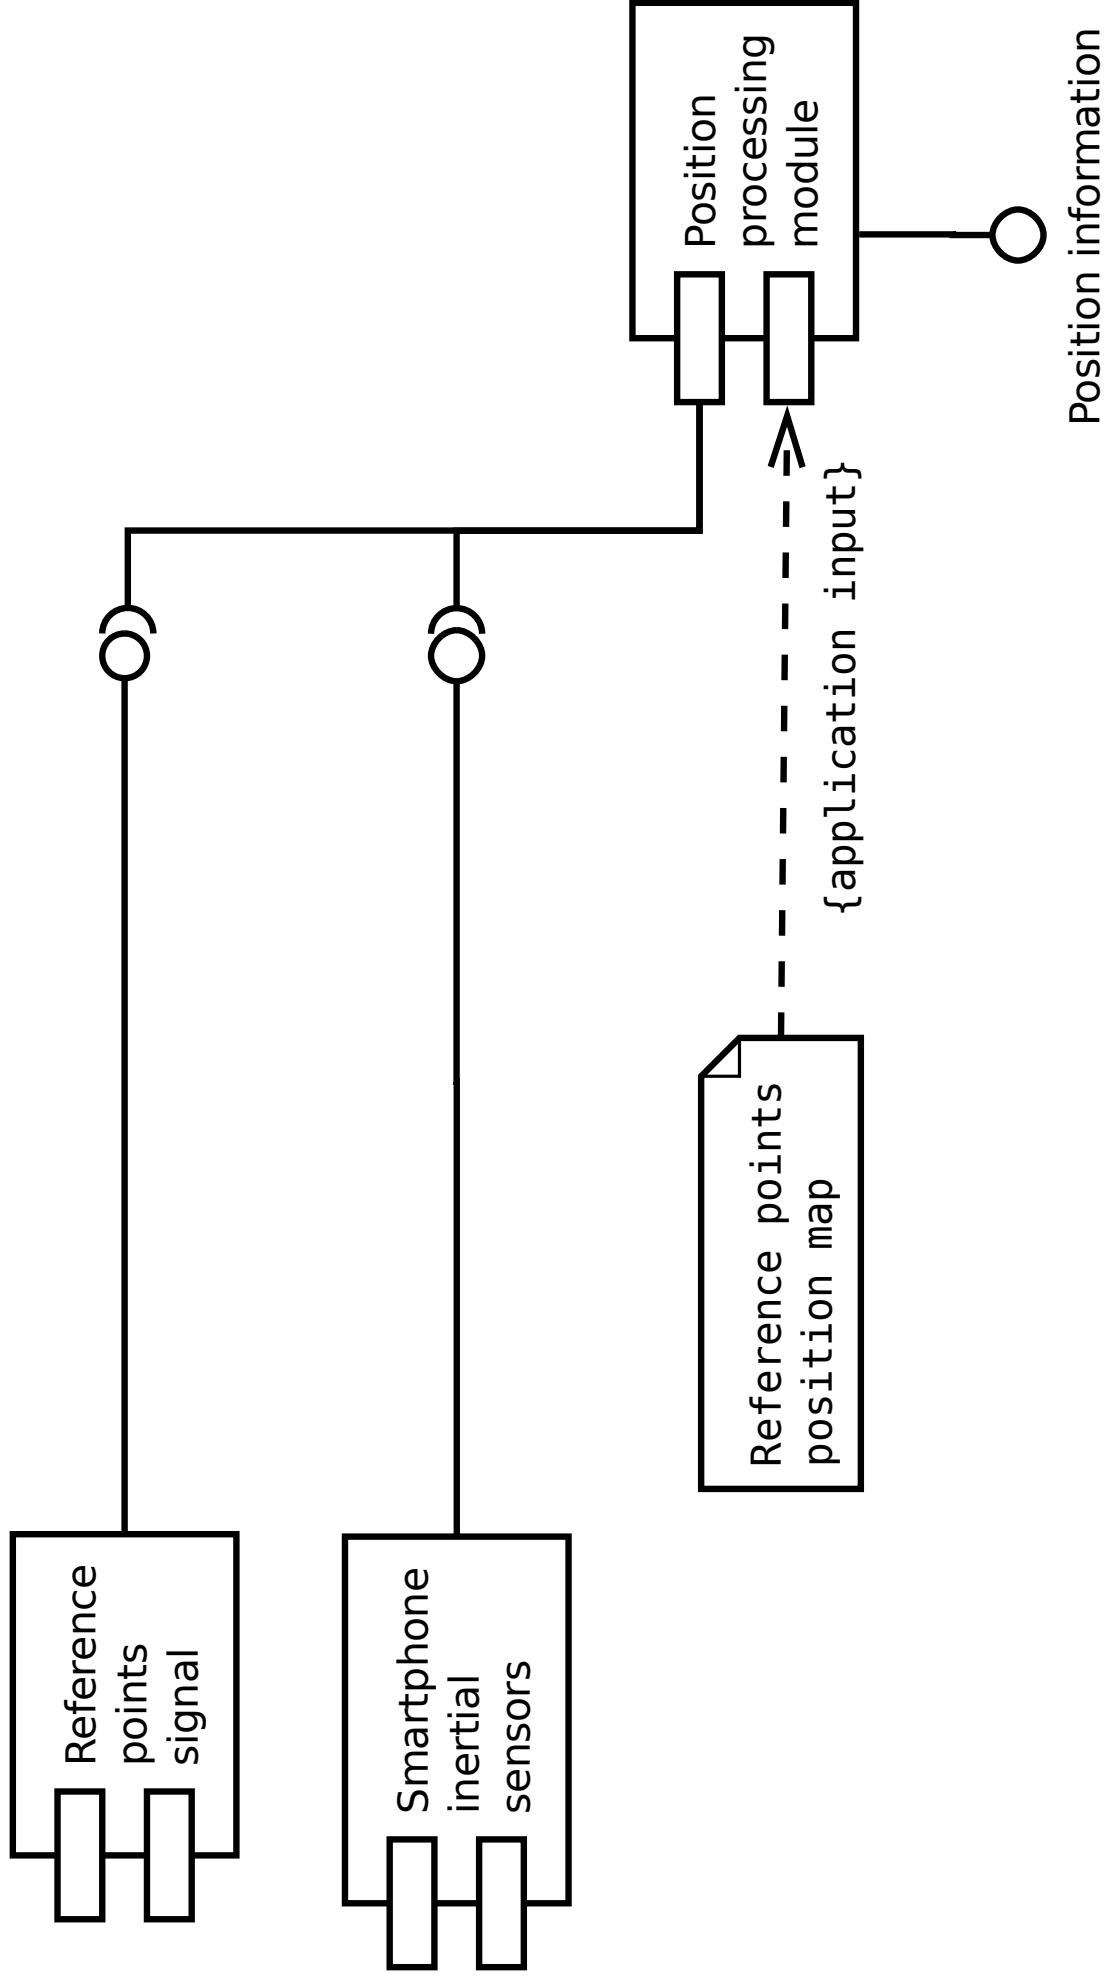 Reference
points
signal
Smartphone
inertial
sensors
Reference points
position map
{application input}
Position
processing
module
Position information